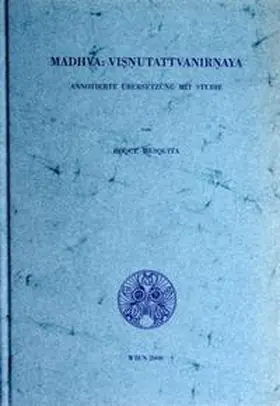 MADHVA: VIṢṆUTATTVANIRṆAYA
ANNOTIERTE ÜBERSETZUNG MIT STUDIE
VON
ROQUE MESQUITA
WIEN 2000